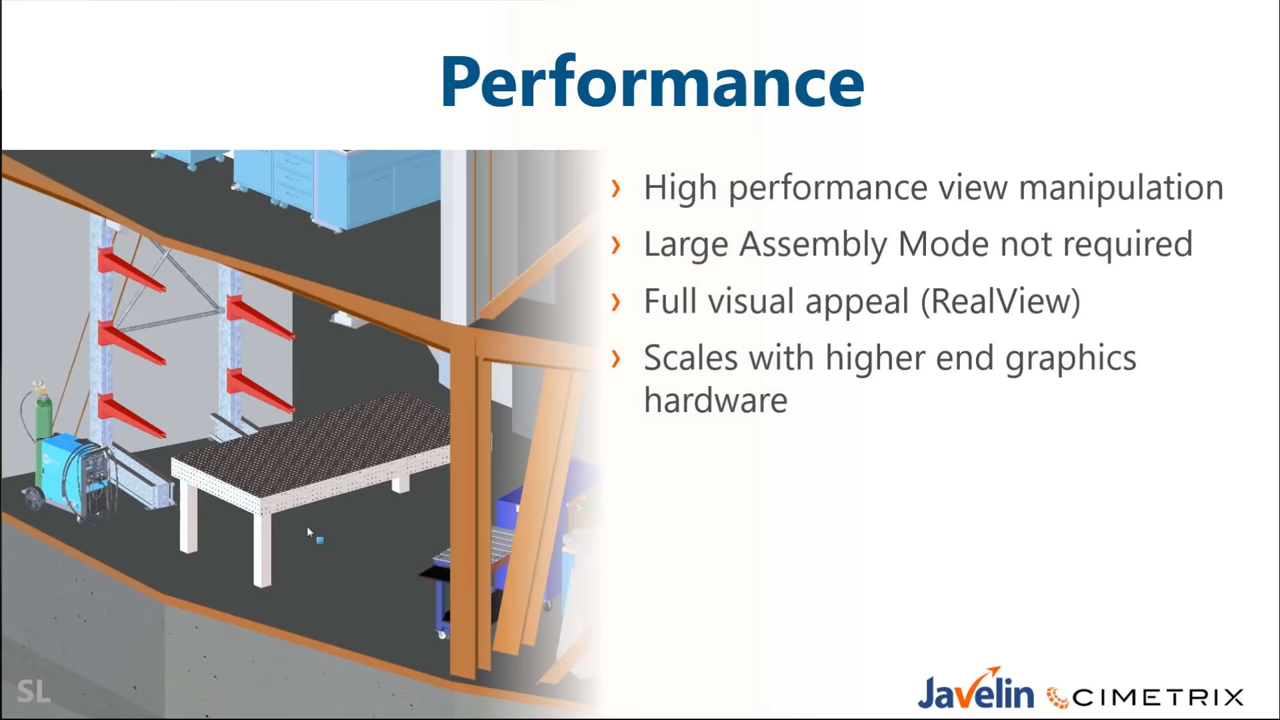 Performance
› High performance view manipulation
› Large Assembly Mode not required
› Full visual appeal (RealView)
› Scales with higher end graphics
hardware
SL
Javelin CIMETRIX